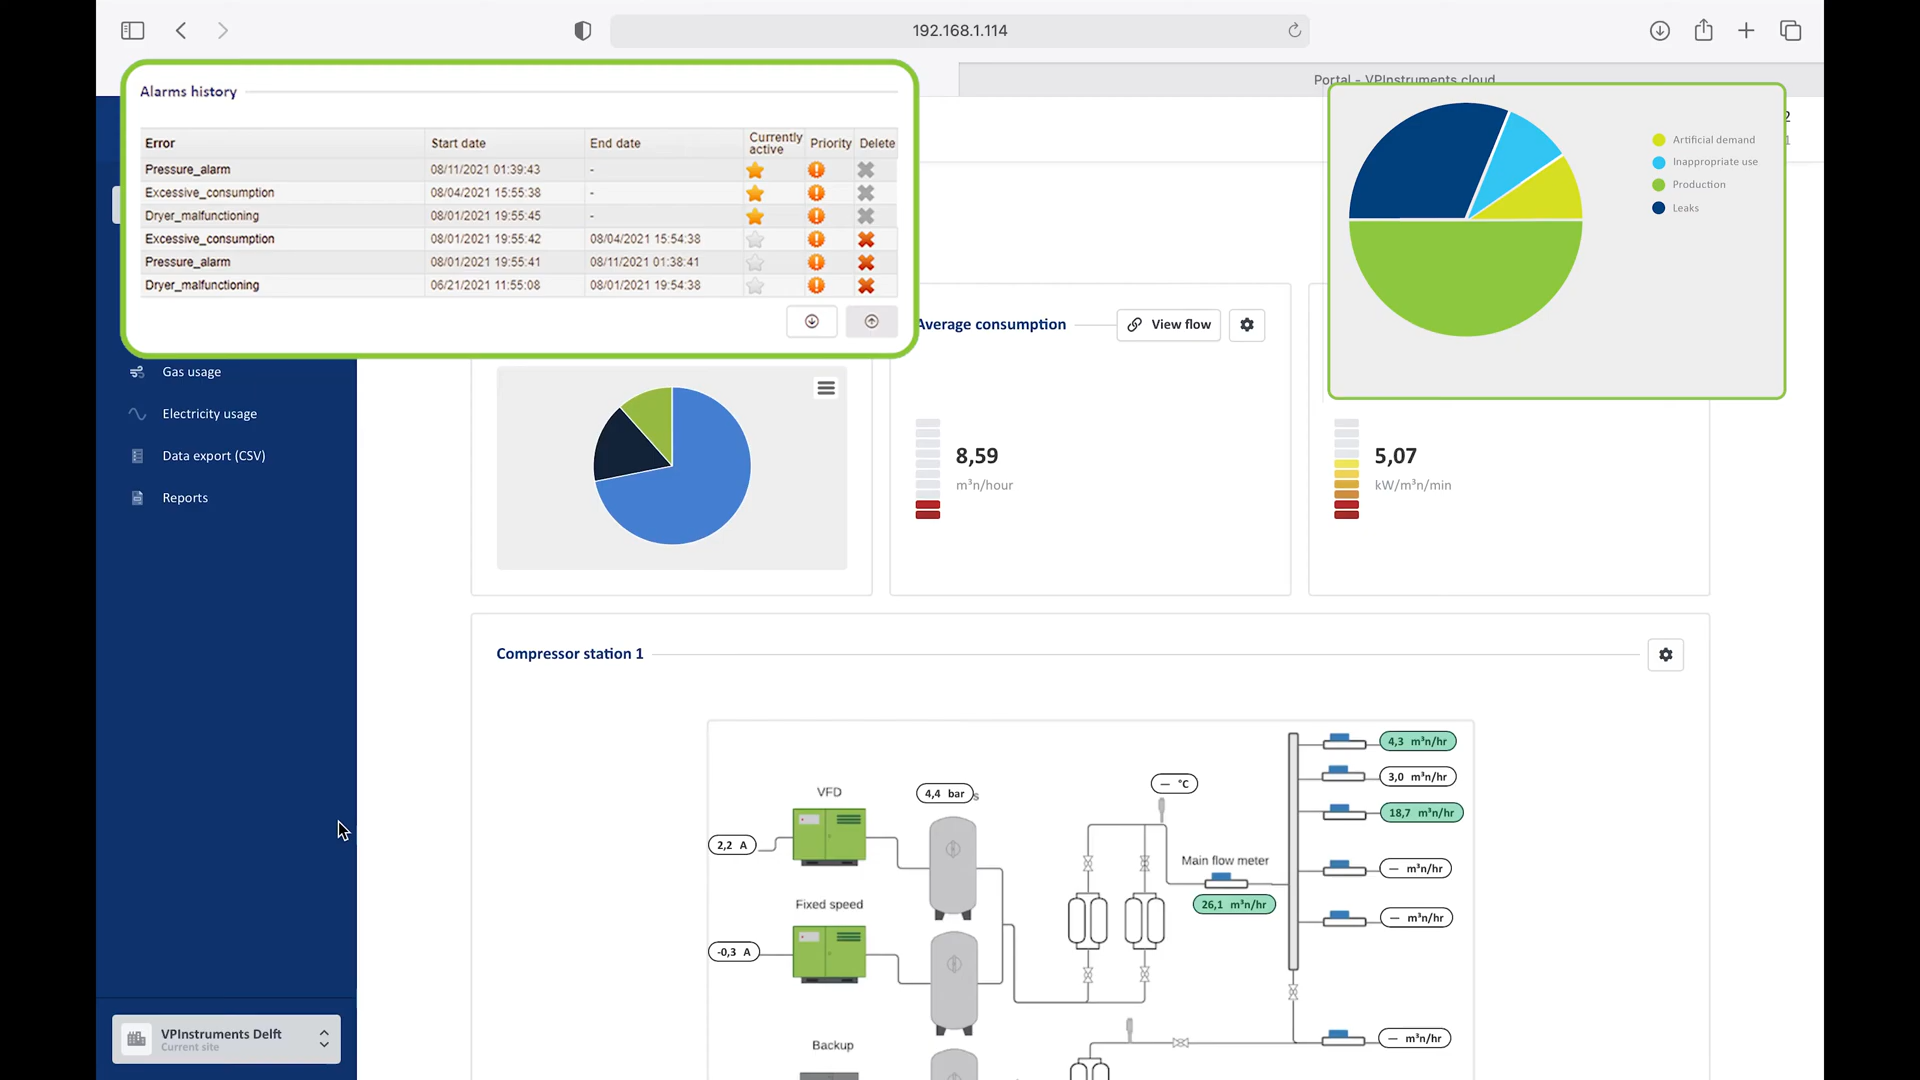 192.168.1.114
Portal - VPInstruments cloud
Alarms history
Error Start date End date Currently active Priority Delete
Pressure_alarm 08/11/2021 01:39:43 -
Excessive_consumption 08/04/2021 15:55:38 -
Dryer_malfunctioning 08/01/2021 19:55:45 -
Excessive_consumption 08/01/2021 19:55:42 08/04/2021 15:54:38
Pressure_alarm 08/01/2021 19:55:41 08/11/2021 01:38:41
Dryer_malfunctioning 06/21/2021 11:55:08 08/01/2021 19:54:38
Artificial demand
Inappropriate use
Production
Leaks
2
1
Gas usage
Electricity usage
Data export (CSV)
Reports
VPInstruments Delft
Current site
Average consumption
View flow
8,59
m³n/hour
5,07
kW/m³n/min
Compressor station 1
VFD
2,2 A
4,4 bar
s
Fixed speed
-0,3 A
Backup
— °C
Main flow meter
26,1 m³n/hr
4,3 m³n/hr
3,0 m³n/hr
18,7 m³n/hr
— m³n/hr
— m³n/hr
— m³n/hr